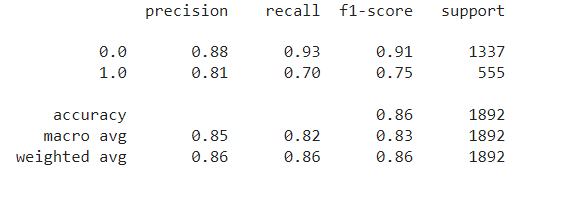 precision recall f1-score support
0.0 0.88 0.93 0.91 1337
1.0 0.81 0.70 0.75 555
accuracy 0.86 1892
macro avg 0.85 0.82 0.83 1892
weighted avg 0.86 0.86 0.86 1892